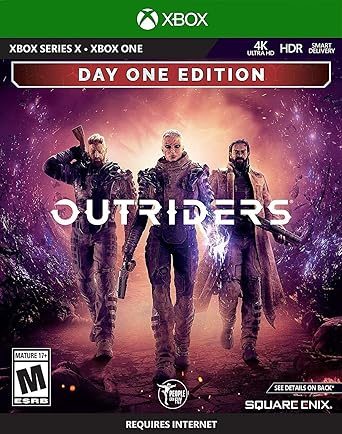 XBOX
XBOX SERIES X • XBOX ONE
4K ULTRA HD
HDR
SMART DELIVERY
DAY ONE EDITION
OUTRIDERS
MATURE 17+
M
ESRB
PEOPLE CAN FLY
SEE DETAILS ON BACK*
SQUARE ENIX.
REQUIRES INTERNET